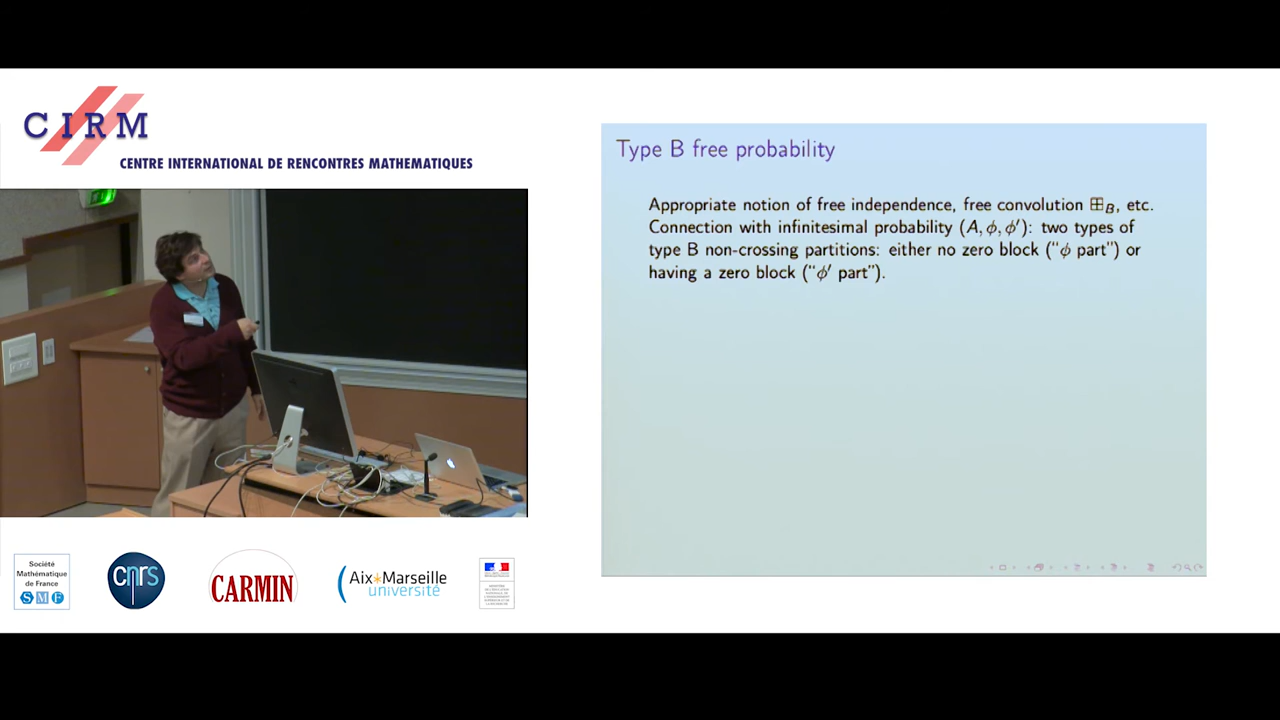 CIRM
CENTRE INTERNATIONAL DE RENCONTRES MATHEMATIQUES
Type B free probability
Appropriate notion of free independence, free convolution ⊞_B, etc.
Connection with infinitesimal probability (A, ϕ, ϕ′): two types of
type B non-crossing partitions: either no zero block (“ϕ part”) or
having a zero block (“ϕ′ part”).
Société
Mathématique
de France
SMF
cnrs
CARMIN
Aix*Marseille
université